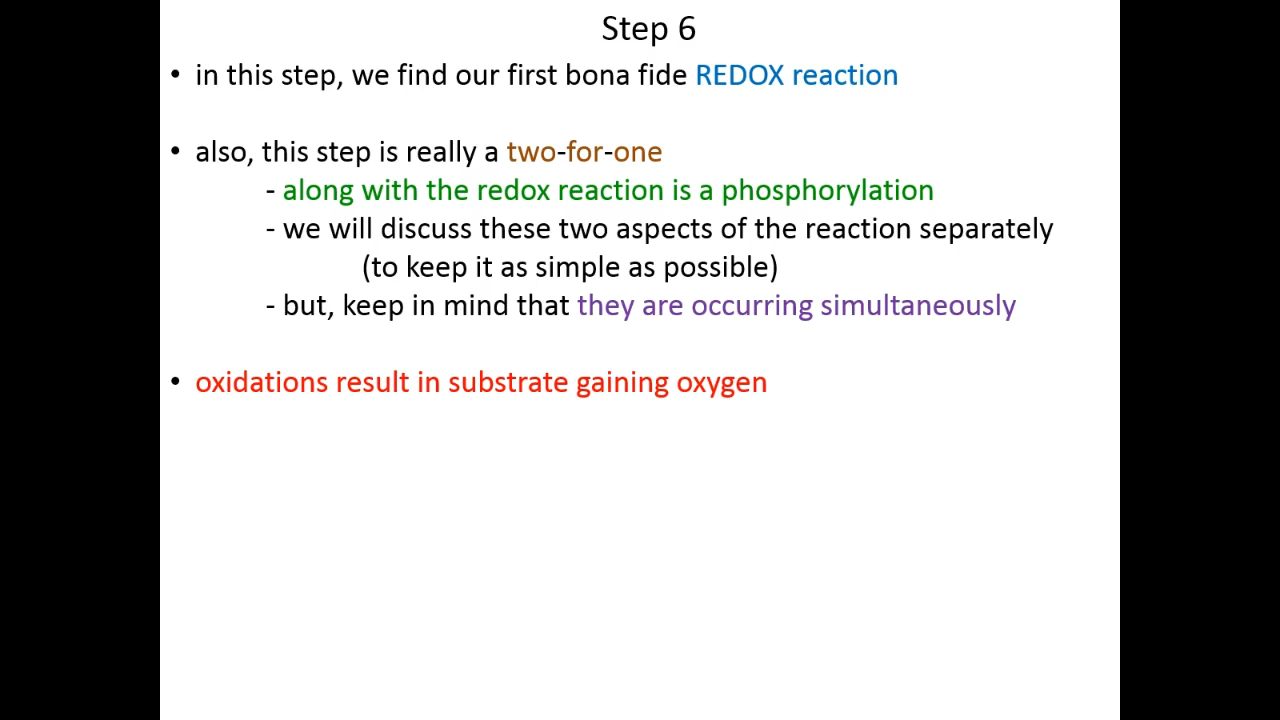 Step 6
• in this step, we find our first bona fide REDOX reaction
• also, this step is really a two-for-one
- along with the redox reaction is a phosphorylation
- we will discuss these two aspects of the reaction separately
(to keep it as simple as possible)
- but, keep in mind that they are occurring simultaneously
• oxidations result in substrate gaining oxygen